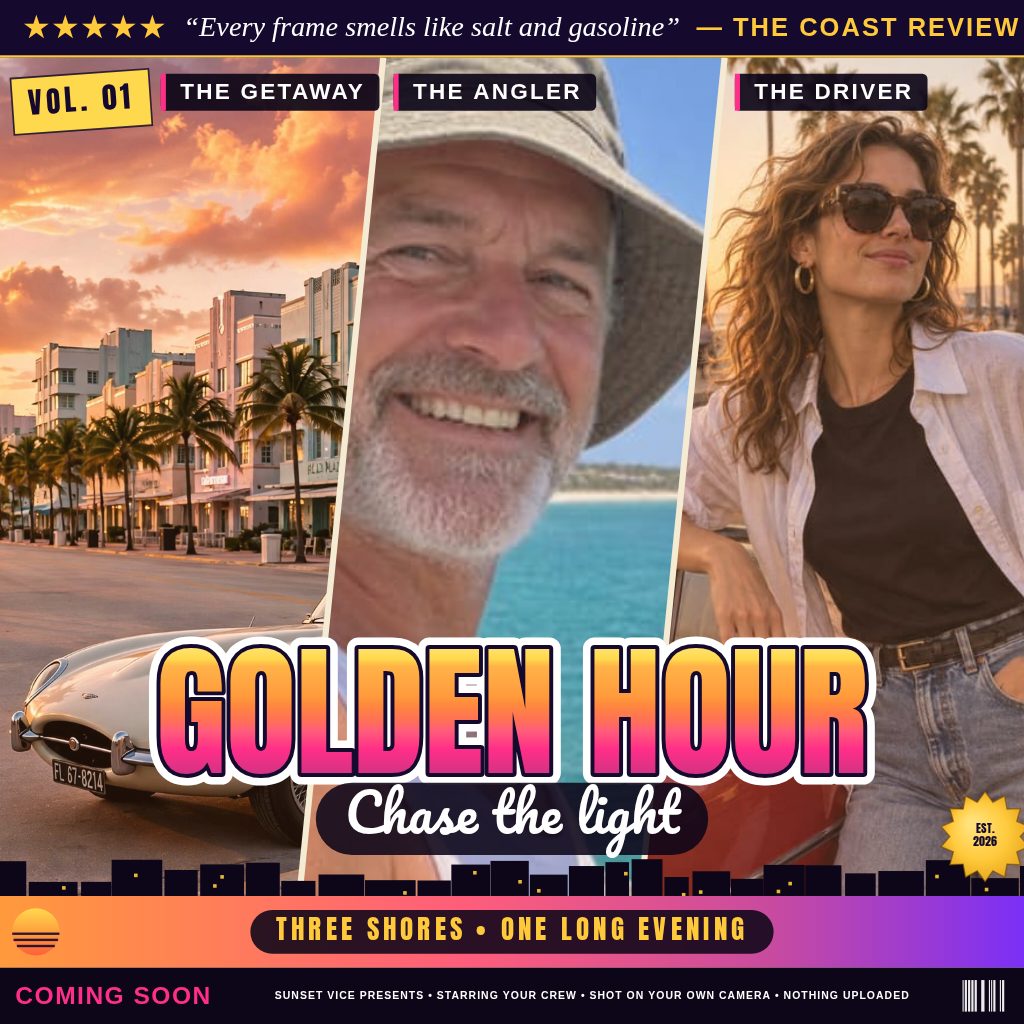 ★★★★★ “Every frame smells like salt and gasoline” — THE COAST REVIEW
VOL. 01
THE GETAWAY
THE ANGLER
THE DRIVER
FL 67-8214
GOLDEN HOUR
Chase the light
EST.
2026
THREE SHORES • ONE LONG EVENING
COMING SOON
SUNSET VICE PRESENTS • STARRING YOUR CREW • SHOT ON YOUR OWN CAMERA • NOTHING UPLOADED